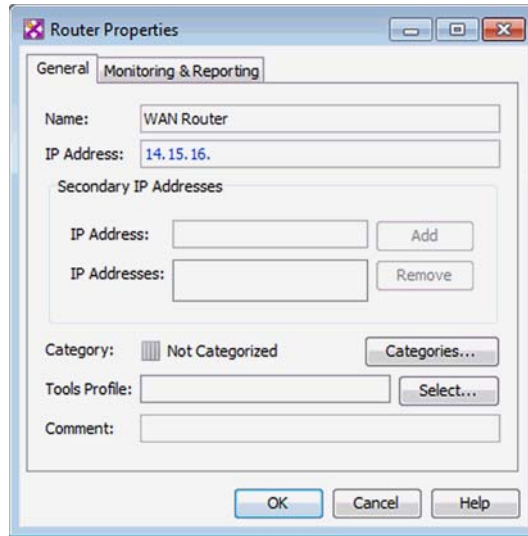 Router Properties
General Monitoring & Reporting
Name: WAN Router
IP Address: 14.15.16.
Secondary IP Addresses
IP Address: Add
IP Addresses: Remove
Category: Not Categorized Categories...
Tools Profile: Select...
Comment:
OK Cancel Help